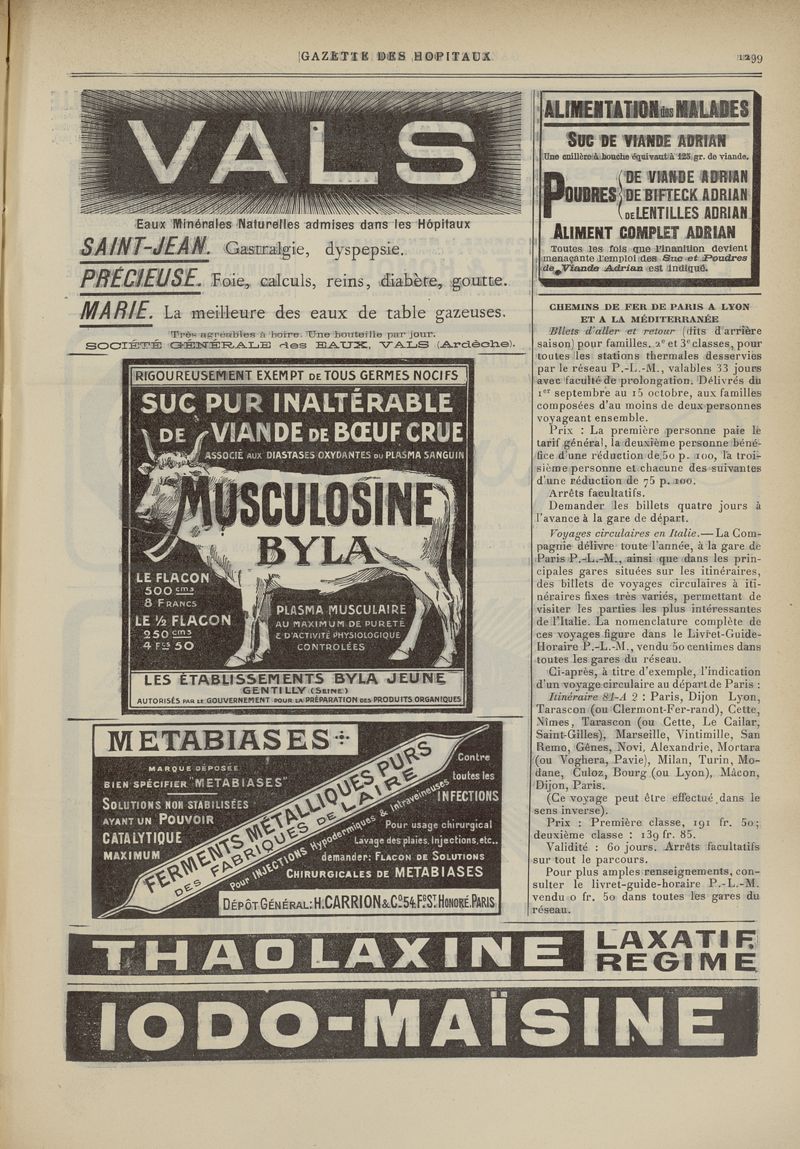 GAZETTE DES HOPITAUX
1299
VALS
Eaux Minérales Naturelles admises dans les Hôpitaux
SAINT-JEAN. Gastralgie, dyspepsie.
PRÉCIEUSE. Foie, calculs, reins, diabète, goutte.
MARIE. La meilleure des eaux de table gazeuses.
Très agréables à boire. Une bouteille par jour.
SOCIÉTÉ GÉNÉRALE des EAUX, VALS (Ardèche).
RIGOUREUSEMENT EXEMPT DE TOUS GERMES NOCIFS
SUC PUR INALTÉRABLE
DE VIANDE DE BŒUF CRUE
ASSOCIÉ AUX DIASTASES OXYDANTES DU PLASMA SANGUIN
MUSCULOSINE
BYLA
LE FLACON
500 cm3
8 FRANCS
LE ½ FLACON
250 cm3
4 Fcs 50
PLASMA MUSCULAIRE
AU MAXIMUM DE PURETÉ
& D'ACTIVITÉ PHYSIOLOGIQUE
CONTROLÉES
LES ÉTABLISSEMENTS BYLA JEUNE
GENTILLY (SEINE)
AUTORISÉS PAR LE GOUVERNEMENT POUR LA PRÉPARATION DES PRODUITS ORGANIQUES
METABIASES
MARQUE DÉPOSÉE
BIEN SPÉCIFIER "METABIASES"
SOLUTIONS NON STABILISÉES
AYANT UN POUVOIR
CATALYTIQUE
MAXIMUM
FERMENTS MÉTALLIQUES PURS
DES FABRIQUES DE LAIRE
Pour INJECTIONS Hypodermiques & Intraveineuses
Contre
toutes les
INFECTIONS
Pour usage chirurgical
Lavage des plaies, Injections, etc..
demander: FLACON DE SOLUTIONS
CHIRURGICALES DE METABIASES
DÉPÔT GÉNÉRAL: H. CARRION & Co. 54, Fg St. HONORÉ. PARIS
ALIMENTATION des MALADES
SUC DE VIANDE ADRIAN
Une cuillère à bouche équivaut à 125 gr. de viande.
POUDRES
DE VIANDE ADRIAN
DE BIFTECK ADRIAN
DE LENTILLES ADRIAN
ALIMENT COMPLET ADRIAN
Toutes les fois que l'inanition devient
menaçante l'emploi des Suc et Poudres
de Viande Adrian est indiqué.
CHEMINS DE FER DE PARIS A LYON
ET A LA MÉDITERRANÉE
Billets d'aller et retour (dits d'arrière
saison) pour familles. 2e et 3e classes, pour
toutes les stations thermales desservies
par le réseau P.-L.-M., valables 33 jours
avec faculté de prolongation. Délivrés du
1er septembre au 15 octobre, aux familles
composées d'au moins de deux personnes
voyageant ensemble.
Prix : La première personne paie le
tarif général, la deuxième personne béné-
fice d'une réduction de 50 p. 100, la troi-
sième personne et chacune des suivantes
d'une réduction de 75 p. 100.
Arrêts facultatifs.
Demander les billets quatre jours à
l'avance à la gare de départ.
Voyages circulaires en Italie. — La Com-
pagnie délivre toute l'année, à la gare de
Paris P.-L.-M., ainsi que dans les prin-
cipales gares situées sur les itinéraires,
des billets de voyages circulaires à iti-
néraires fixes très variés, permettant de
visiter les parties les plus intéressantes
de l'Italie. La nomenclature complète de
ces voyages figure dans le Livret-Guide-
Horaire P.-L.-M., vendu 50 centimes dans
toutes les gares du réseau.
Ci-après, à titre d'exemple, l'indication
d'un voyage circulaire au départ de Paris :
Itinéraire 81-A 2 : Paris, Dijon Lyon,
Tarascon (ou Clermont-Fer-rand), Cette,
Nimes, Tarascon (ou Cette, Le Cailar,
Saint-Gilles), Marseille, Vintimille, San
Remo, Gênes, Novi, Alexandrie, Mortara
(ou Voghera, Pavie), Milan, Turin, Mo-
dane, Culoz, Bourg (ou Lyon), Mâcon,
Dijon, Paris.
(Ce voyage peut être effectué dans le
sens inverse).
Prix : Première classe, 191 fr. 50;
deuxième classe : 139 fr. 85.
Validité : 60 jours. Arrêts facultatifs
sur tout le parcours.
Pour plus amples renseignements, con-
sulter le livret-guide-horaire P.-L.-M.
vendu 0 fr. 50 dans toutes les gares du
réseau.
THAOLAXINE
LAXATIF
REGIME
IODO-MAÏSINE